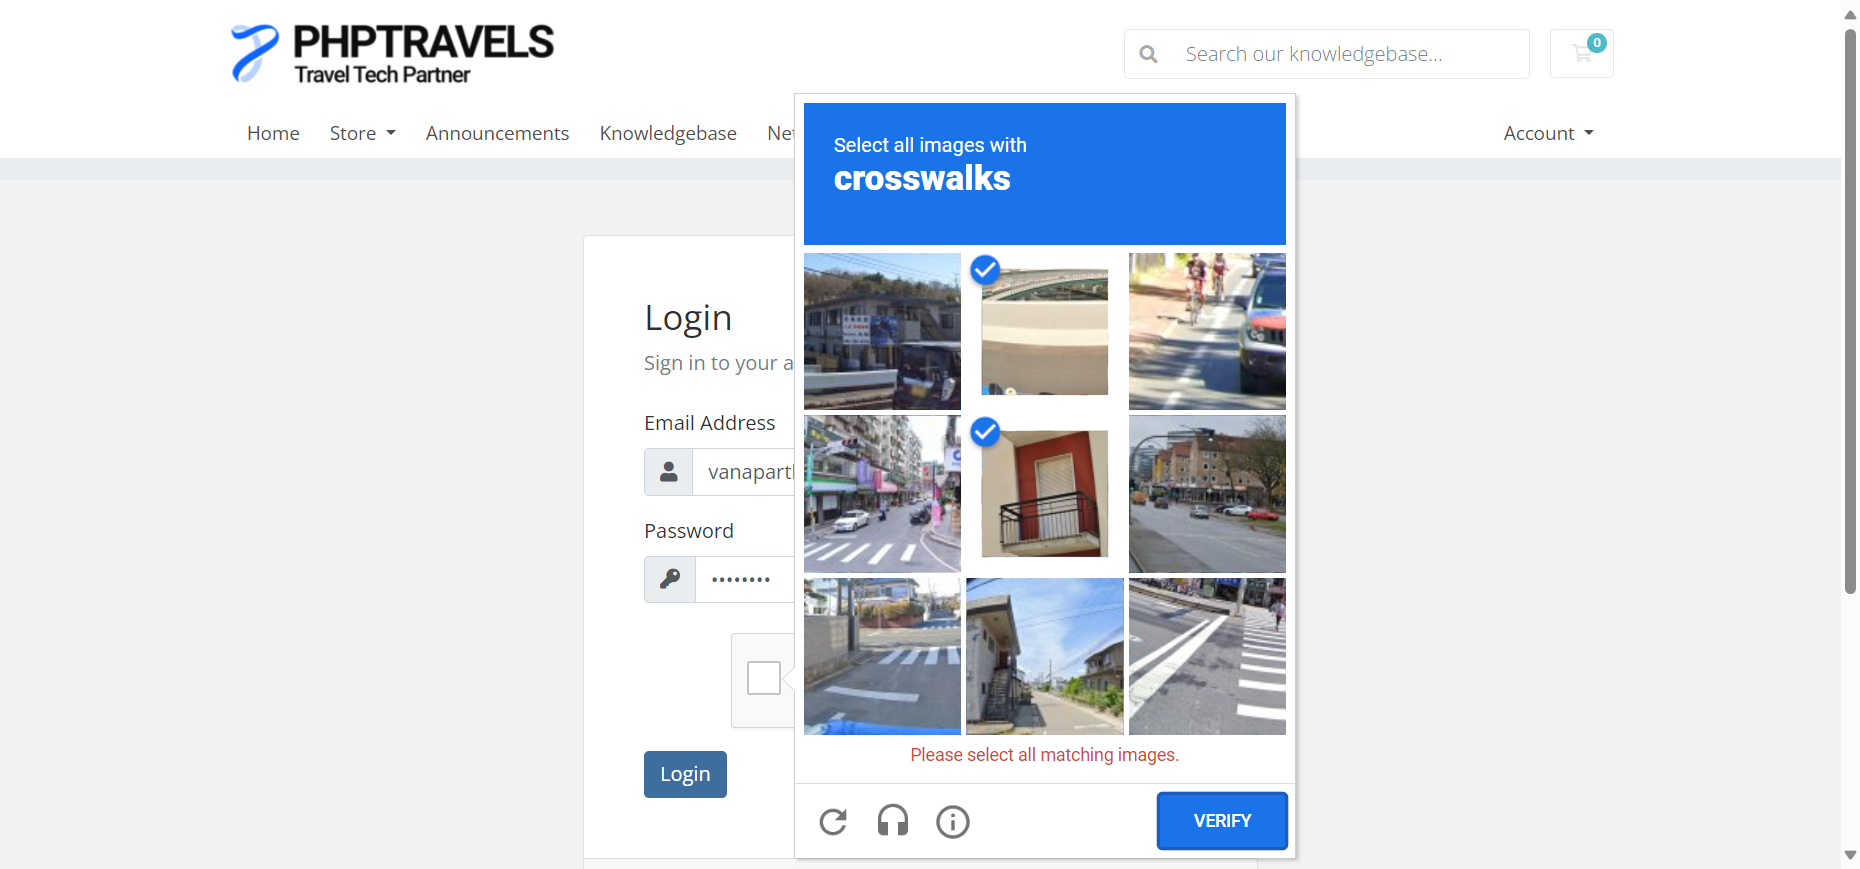 PHPTRAVELS
Travel Tech Partner
Search our knowledgebase...
0
Home
Store
Announcements
Knowledgebase
Net
Account
Select all images with
crosswalks
Login
Sign in to your a
Email Address
vanapart
Password
Please select all matching images.
Login
VERIFY